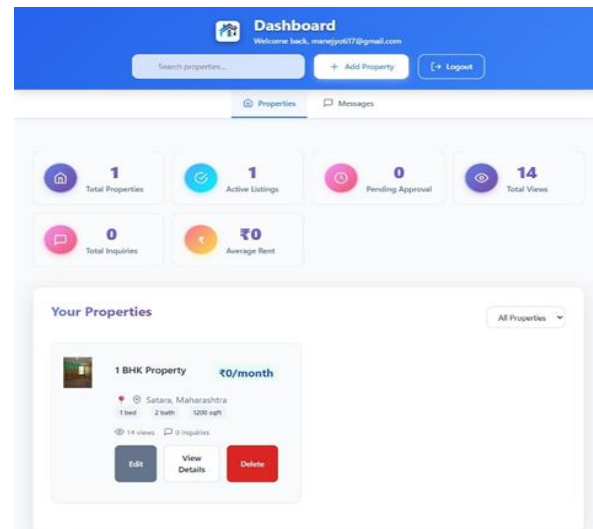 Dashboard
Welcome back, manejyoti17@gmail.com
Search properties...
+ Add Property
Logout
Properties
Messages
1
Total Properties
1
Active Listings
0
Pending Approval
14
Total Views
0
Total Inquiries
₹
₹0
Average Rent
Your Properties
All Properties
1 BHK Property
₹0/month
Satara, Maharashtra
1 bed 2 bath 1200 sqft
14 views 0 inquiries
Edit
View
Details
Delete